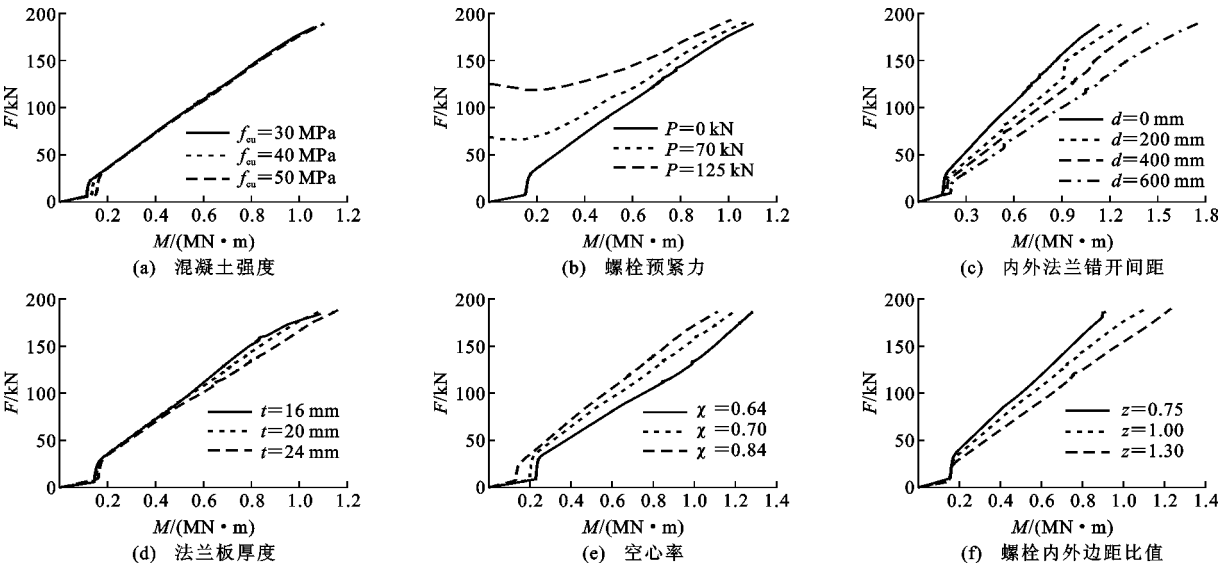 200
150
100
50
0
F/kN
f_cu=30 MPa
f_cu=40 MPa
f_cu=50 MPa
0.2 0.4 0.6 0.8 1.0 1.2
M/(MN·m)
(a) 混凝土强度
200
150
100
50
0
F/kN
P=0 kN
P=70 kN
P=125 kN
0.2 0.4 0.6 0.8 1.0 1.2
M/(MN·m)
(b) 螺栓预紧力
200
150
100
50
0
F/kN
d=0 mm
d=200 mm
d=400 mm
d=600 mm
0.3 0.6 0.9 1.2 1.5 1.8
M/(MN·m)
(c) 内外法兰错开间距
200
150
100
50
0
F/kN
t=16 mm
t=20 mm
t=24 mm
0.2 0.4 0.6 0.8 1.0 1.2
M/(MN·m)
(d) 法兰板厚度
200
150
100
50
0
F/kN
χ=0.64
χ=0.70
χ=0.84
0.2 0.4 0.6 0.8 1.0 1.2 1.4
M/(MN·m)
(e) 空心率
200
150
100
50
0
F/kN
z=0.75
z=1.00
z=1.30
0.2 0.4 0.6 0.8 1.0 1.2 1.4
M/(MN·m)
(f) 螺栓内外边距比值